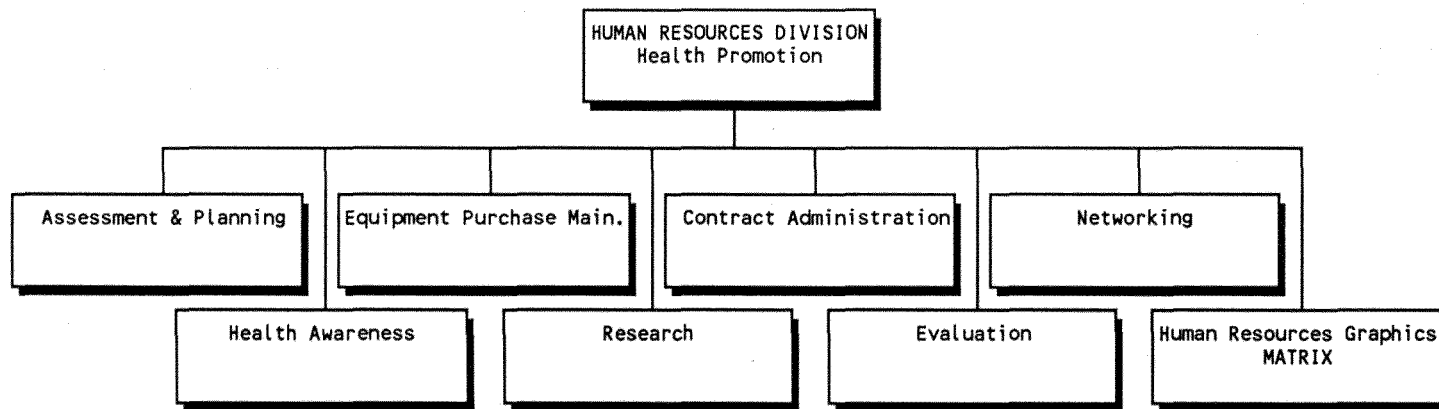 HUMAN RESOURCES DIVISION
Health Promotion
Assessment & Planning
Equipment Purchase Main.
Contract Administration
Networking
Health Awareness
Research
Evaluation
Human Resources Graphics
MATRIX